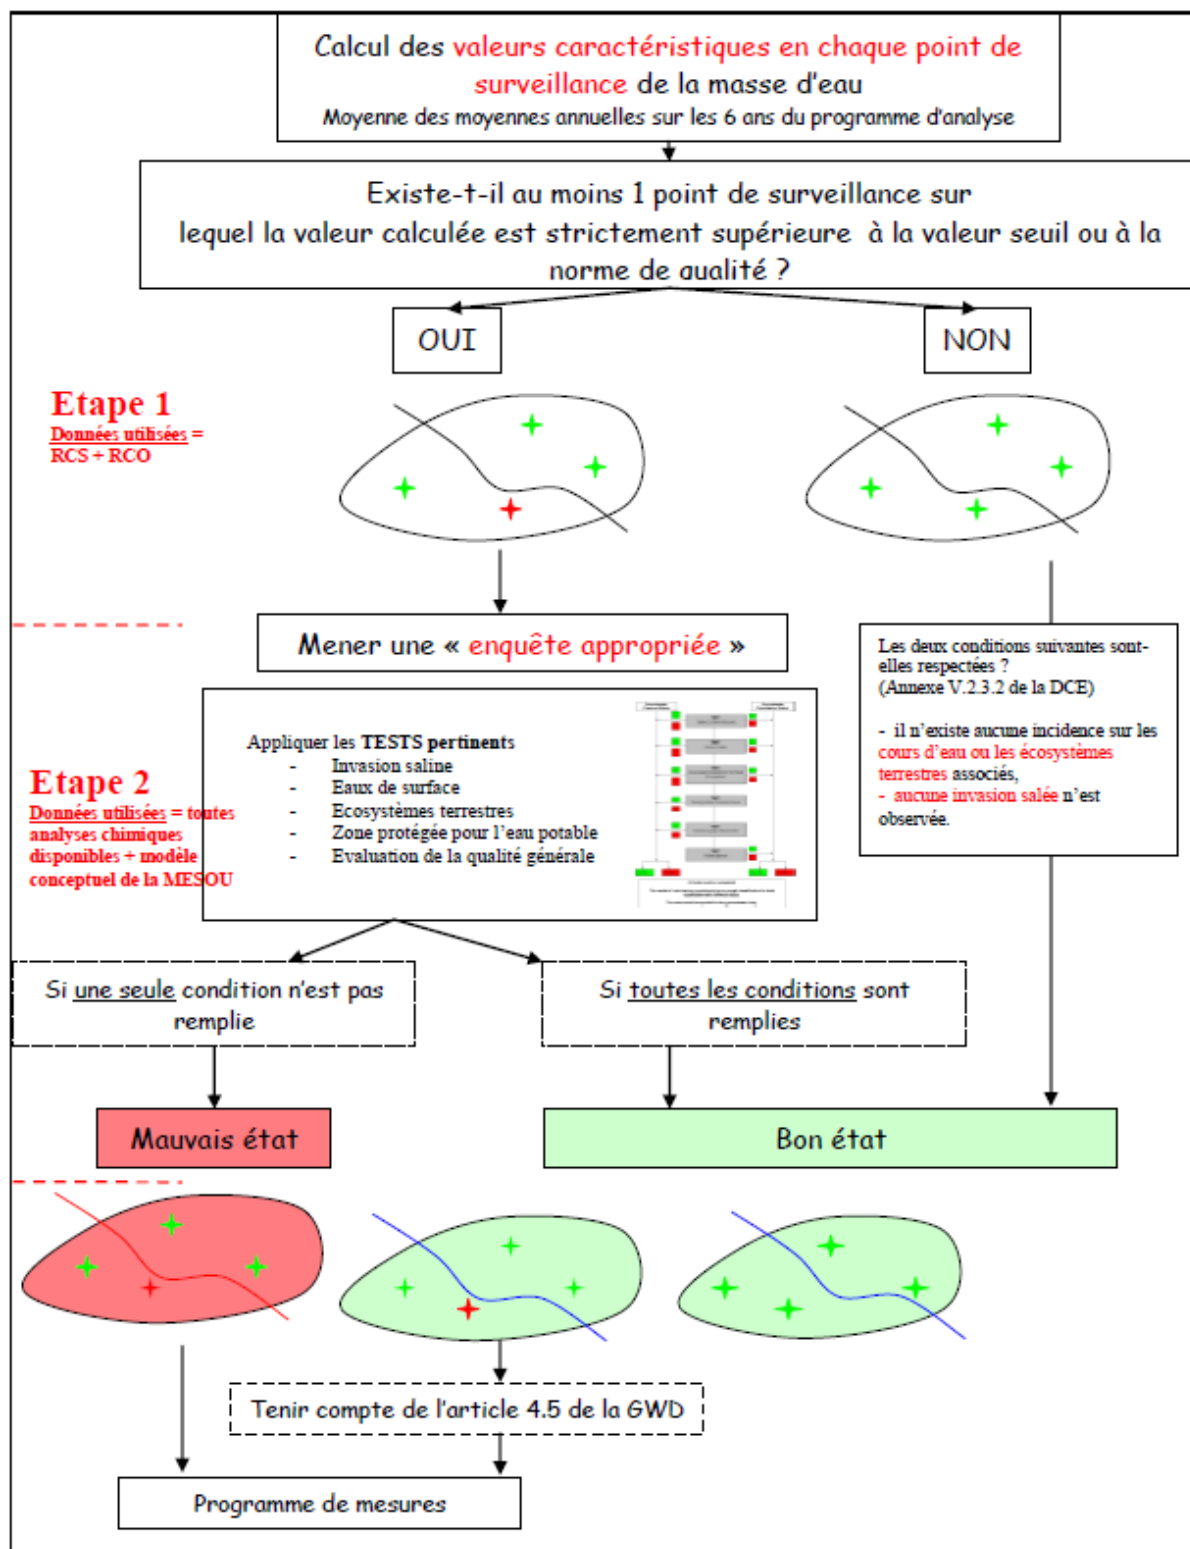 Calcul des valeurs caractéristiques en chaque point de
surveillance de la masse d'eau
Moyenne des moyennes annuelles sur les 6 ans du programme d'analyse
Existe-t-il au moins 1 point de surveillance sur
lequel la valeur calculée est strictement supérieure à la valeur seuil ou à la
norme de qualité ?
OUI
NON
Etape 1
Données utilisées =
RCS + RCO
Mener une « enquête appropriée »
Les deux conditions suivantes sont-
elles respectées ?
(Annexe V.2.3.2 de la DCE)
- il n'existe aucune incidence sur les
cours d'eau ou les écosystèmes
terrestres associés,
- aucune invasion salée n'est
observée.
Appliquer les TESTS pertinents
- Invasion saline
- Eaux de surface
- Ecosystèmes terrestres
- Zone protégée pour l'eau potable
- Evaluation de la qualité générale
Etape 2
Données utilisées = toutes
analyses chimiques
disponibles + modèle
conceptuel de la MESOU
Si une seule condition n'est pas
remplie
Si toutes les conditions sont
remplies
Mauvais état
Bon état
Tenir compte de l'article 4.5 de la GWD
Programme de mesures